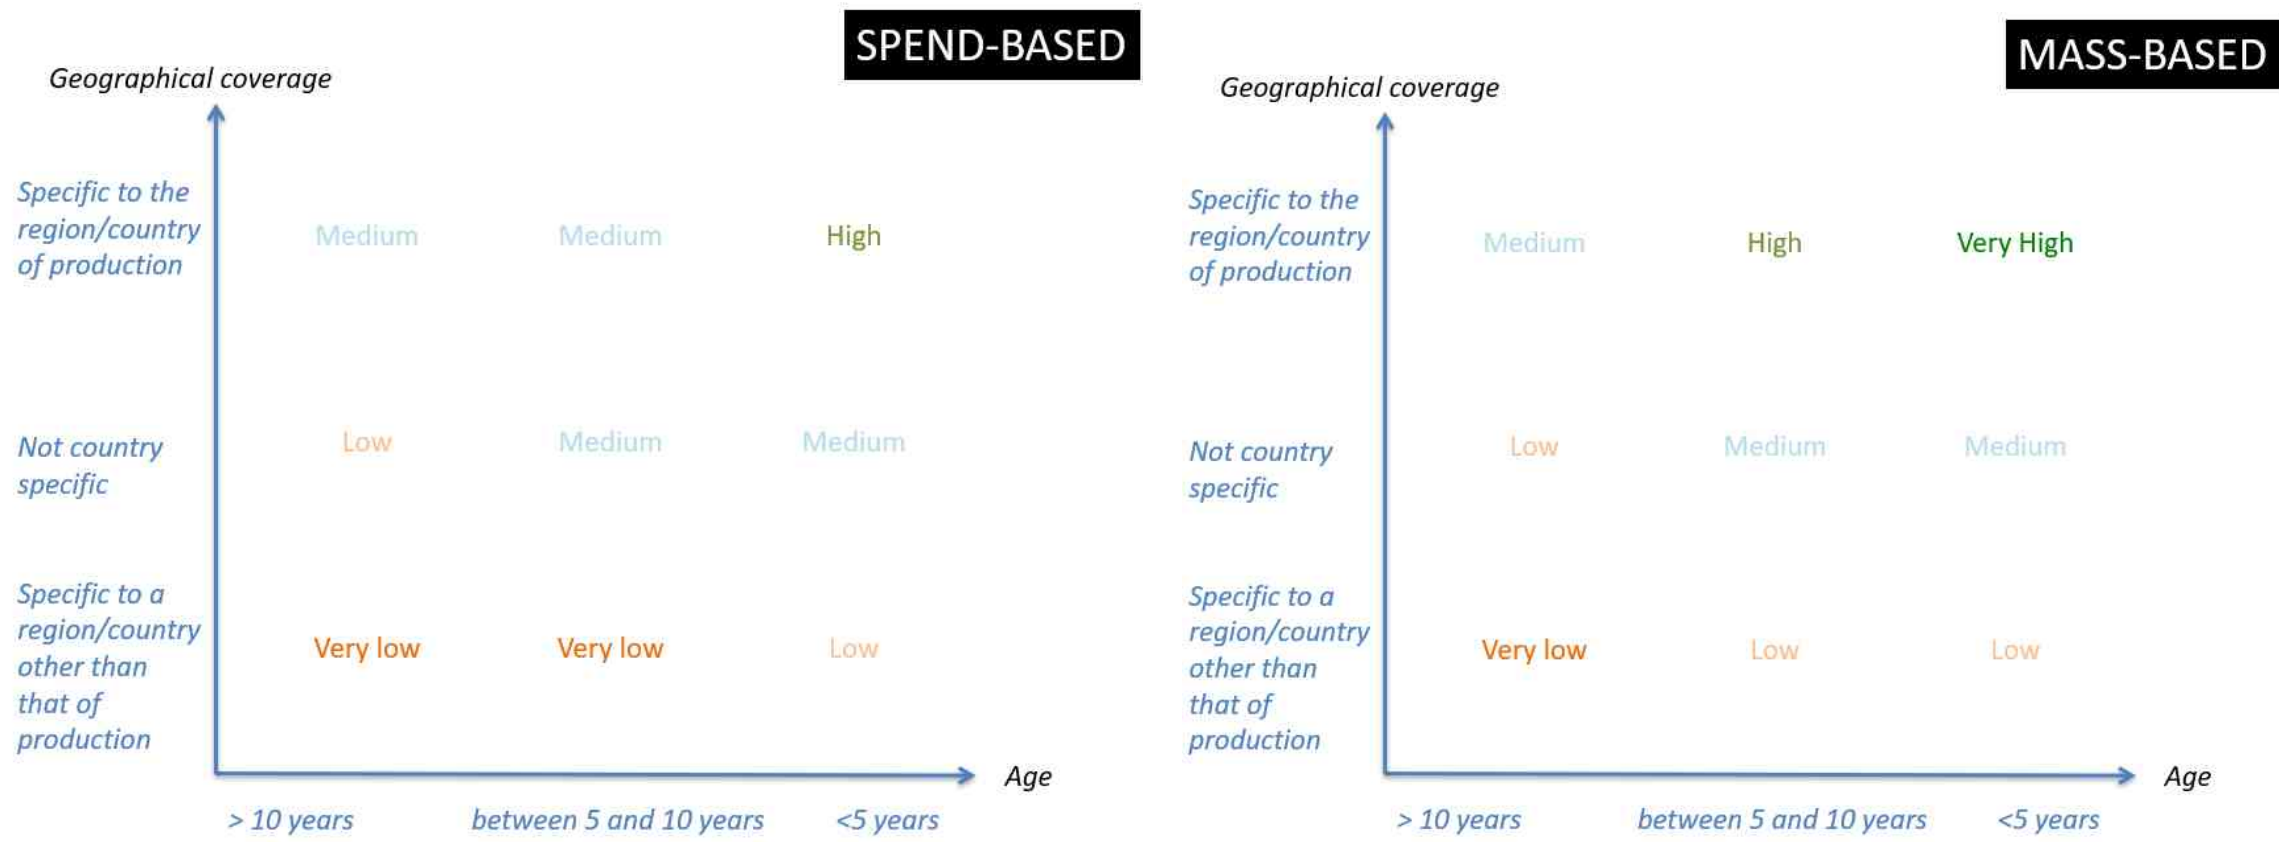 SPEND-BASED
Geographical coverage
Specific to the
region/country
of production
Medium
Medium
High
Not country
specific
Low
Medium
Medium
Specific to a
region/country
other than
that of
production
Very low
Very low
Low
Age
> 10 years
between 5 and 10 years
<5 years
MASS-BASED
Geographical coverage
Specific to the
region/country
of production
Medium
High
Very High
Not country
specific
Low
Medium
Medium
Specific to a
region/country
other than
that of
production
Very low
Low
Low
Age
> 10 years
between 5 and 10 years
<5 years